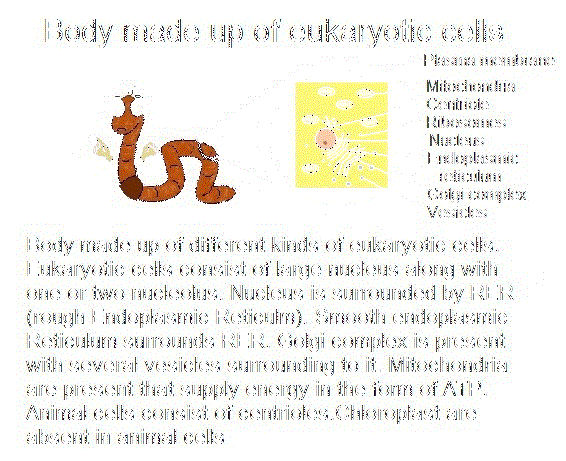 Body made up of eukaryotic cells
Plasma membrane
Mitochondria
Centriole
Ribosomes
Nucleus
Endoplasmic
reticulum
Golgi complex
Vesicles
Body made up of different kinds of eukaryotic cells.
Eukaryotic cells consist of large nucleus along with
one or two nucleolus. Nucleus is surrounded by RER
(rough Endoplasmic Reticulm). Smooth endoplasmic
Reticulum surrounds RER. Golgi complex is present
with several vesicles surrounding to it. Mitochondria
are present that supply energy in the form of ATP.
Animal cells consist of centrioles.Chloroplast are
absent in animal cells